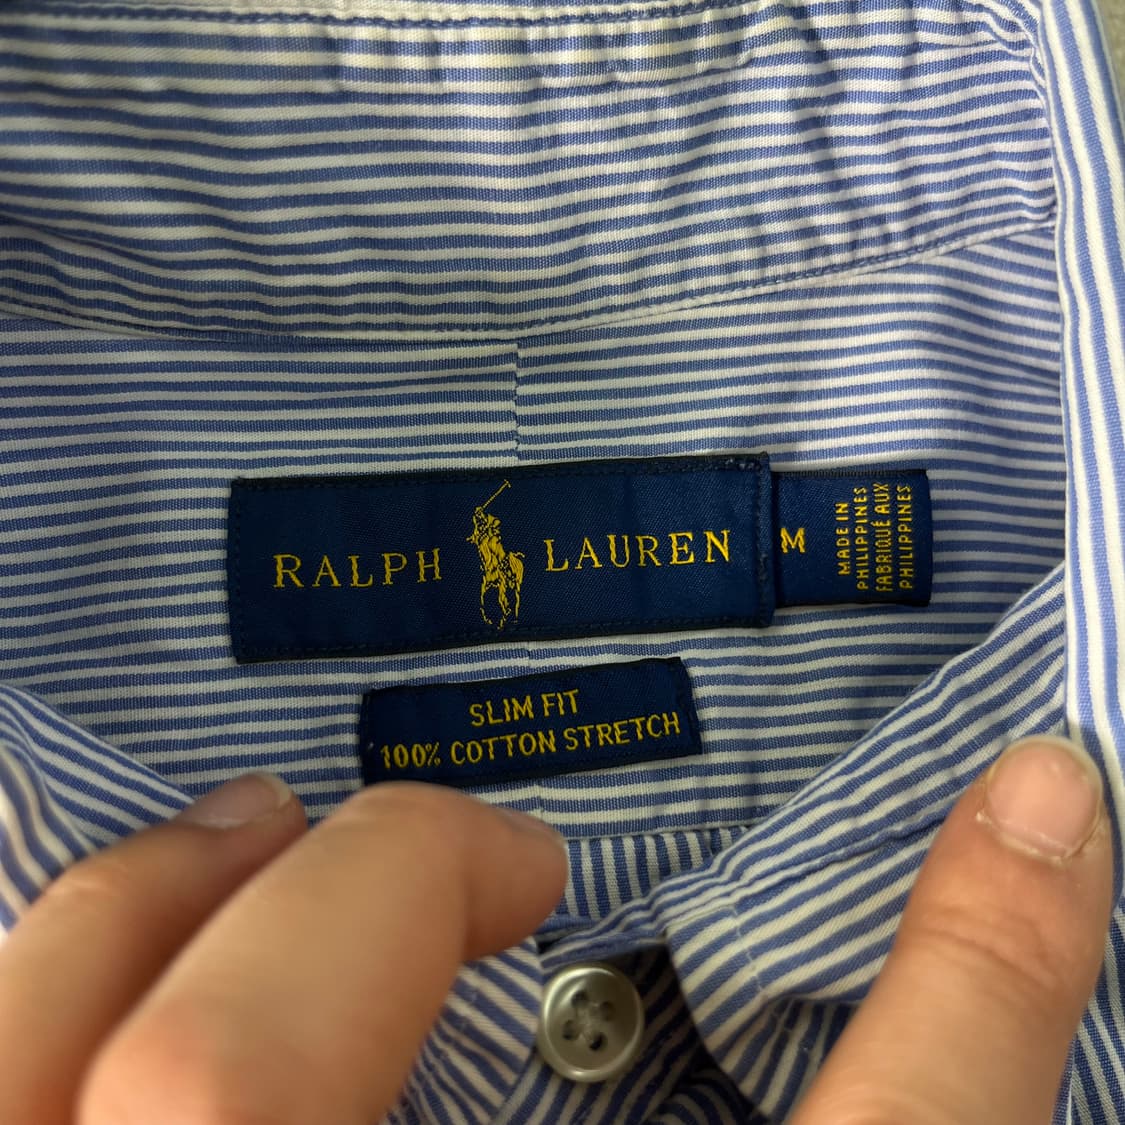 RALPH LAUREN
M
MADE IN
PHILIPPINES
FABRIQUÉ AUX
PHILIPPINES
SLIM FIT
100% COTTON STRETCH